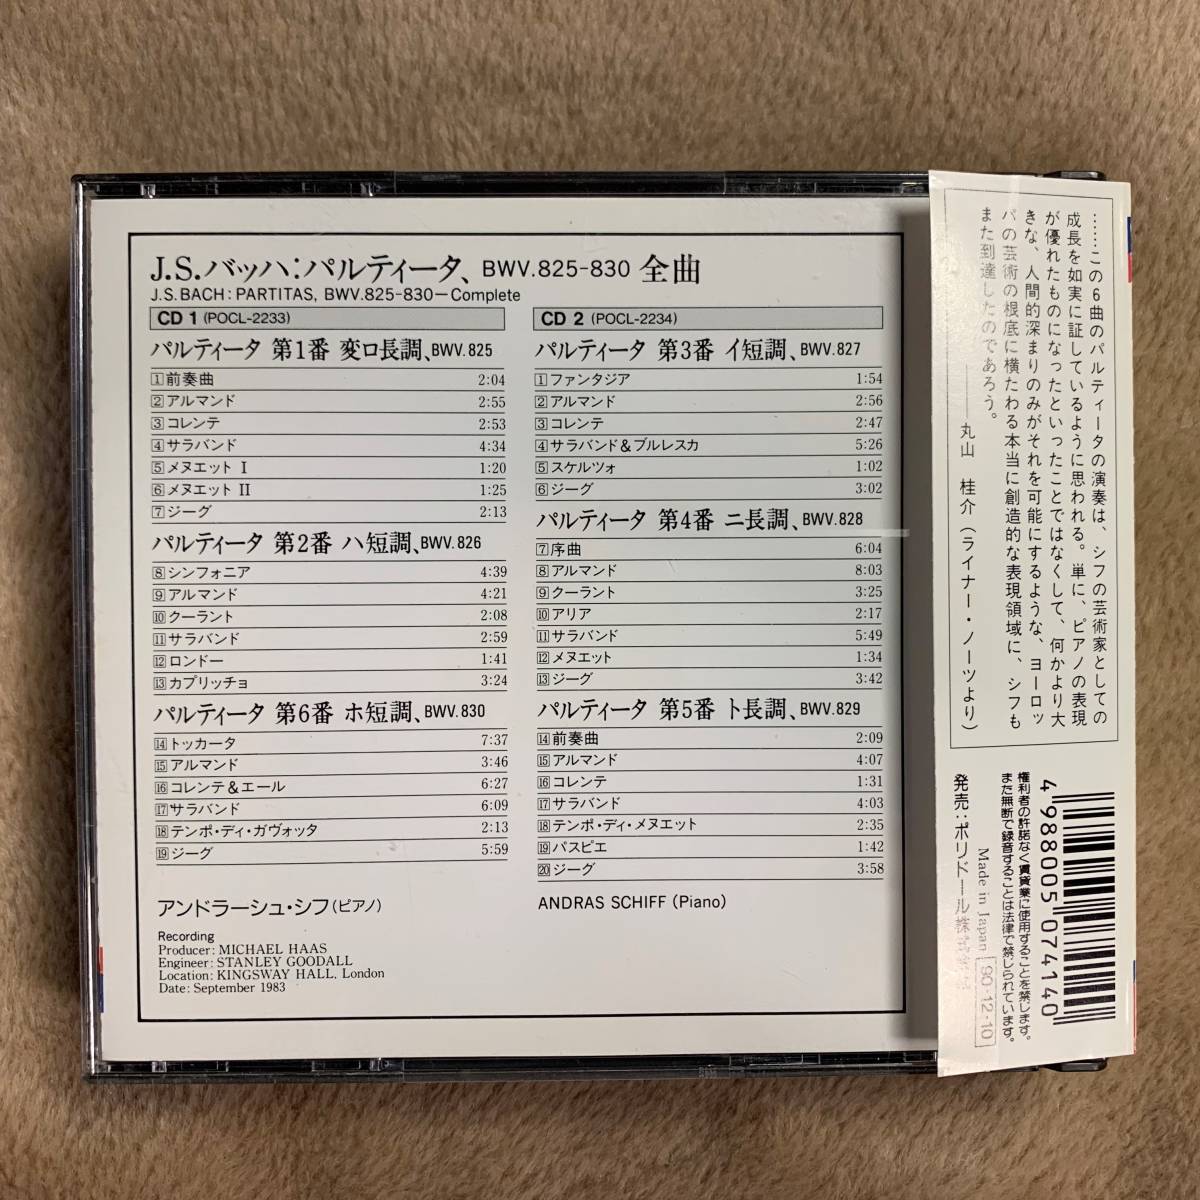 J.S.バッハ:パルティータ、BWV.825-830 全曲
J.S.BACH:PARTITAS, BWV.825-830—Complete
CD 1 (POCL-2233)
パルティータ 第1番 変ロ長調、BWV.825
1 前奏曲 2:04
2 アルマンド 2:55
3 コレンテ 2:53
4 サラバンド 4:34
5 メヌエット I 1:20
6 メヌエット II 1:25
7 ジーグ 2:13
パルティータ 第2番 ハ短調、BWV.826
8 シンフォニア 4:39
9 アルマンド 4:21
10 クーラント 2:08
11 サラバンド 2:59
12 ロンドー 1:41
13 カプリッチョ 3:24
パルティータ 第6番 ホ短調、BWV.830
14 トッカータ 7:37
15 アルマンド 3:46
16 コレンテ&エール 6:27
17 サラバンド 6:09
18 テンポ・ディ・ガヴォッタ 2:13
19 ジーグ 5:59
アンドラーシュ・シフ(ピアノ)
Recording
Producer: MICHAEL HAAS
Engineer: STANLEY GOODALL
Location: KINGSWAY HALL. London
Date: September 1983
CD 2 (POCL-2234)
パルティータ 第3番 イ短調、BWV.827
1 ファンタジア 1:54
2 アルマンド 2:56
3 コレンテ 2:47
4 サラバンド&ブルレスカ 5:26
5 スケルツォ 1:02
6 ジーグ 3:02
パルティータ 第4番 ニ長調、BWV.828
7 序曲 6:04
8 アルマンド 8:03
9 クーラント 3:25
10 アリア 2:17
11 サラバンド 5:49
12 メヌエット 1:34
13 ジーグ 3:42
パルティータ 第5番 ト長調、BWV.829
14 前奏曲 2:09
15 アルマンド 4:07
16 コレンテ 1:31
17 サラバンド 4:03
18 テンポ・ディ・メヌエット 2:35
19 パスピエ 1:42
20 ジーグ 3:58
ANDRAS SCHIFF (Piano)
……この6曲のパルティータの演奏は、シフの芸術家としての
成長を如実に証しているように思われる。単に、ピアノの表現
が優れたものになったといったことではなくして、何かより大
きな、人間的深まりのみがそれを可能にするような、ヨーロッ
パの芸術の根底に横たわる本当に創造的な表現領域に、シフも
また到達したのであろう。
——丸山 桂介(ライナー・ノーツより)
4988005074140
権利者の許諾なく賃貸業に使用することを禁じます。
また無断で録音することは法律で禁じられています。
Made in Japan 90・12・10
発売:ポリドール株式会社